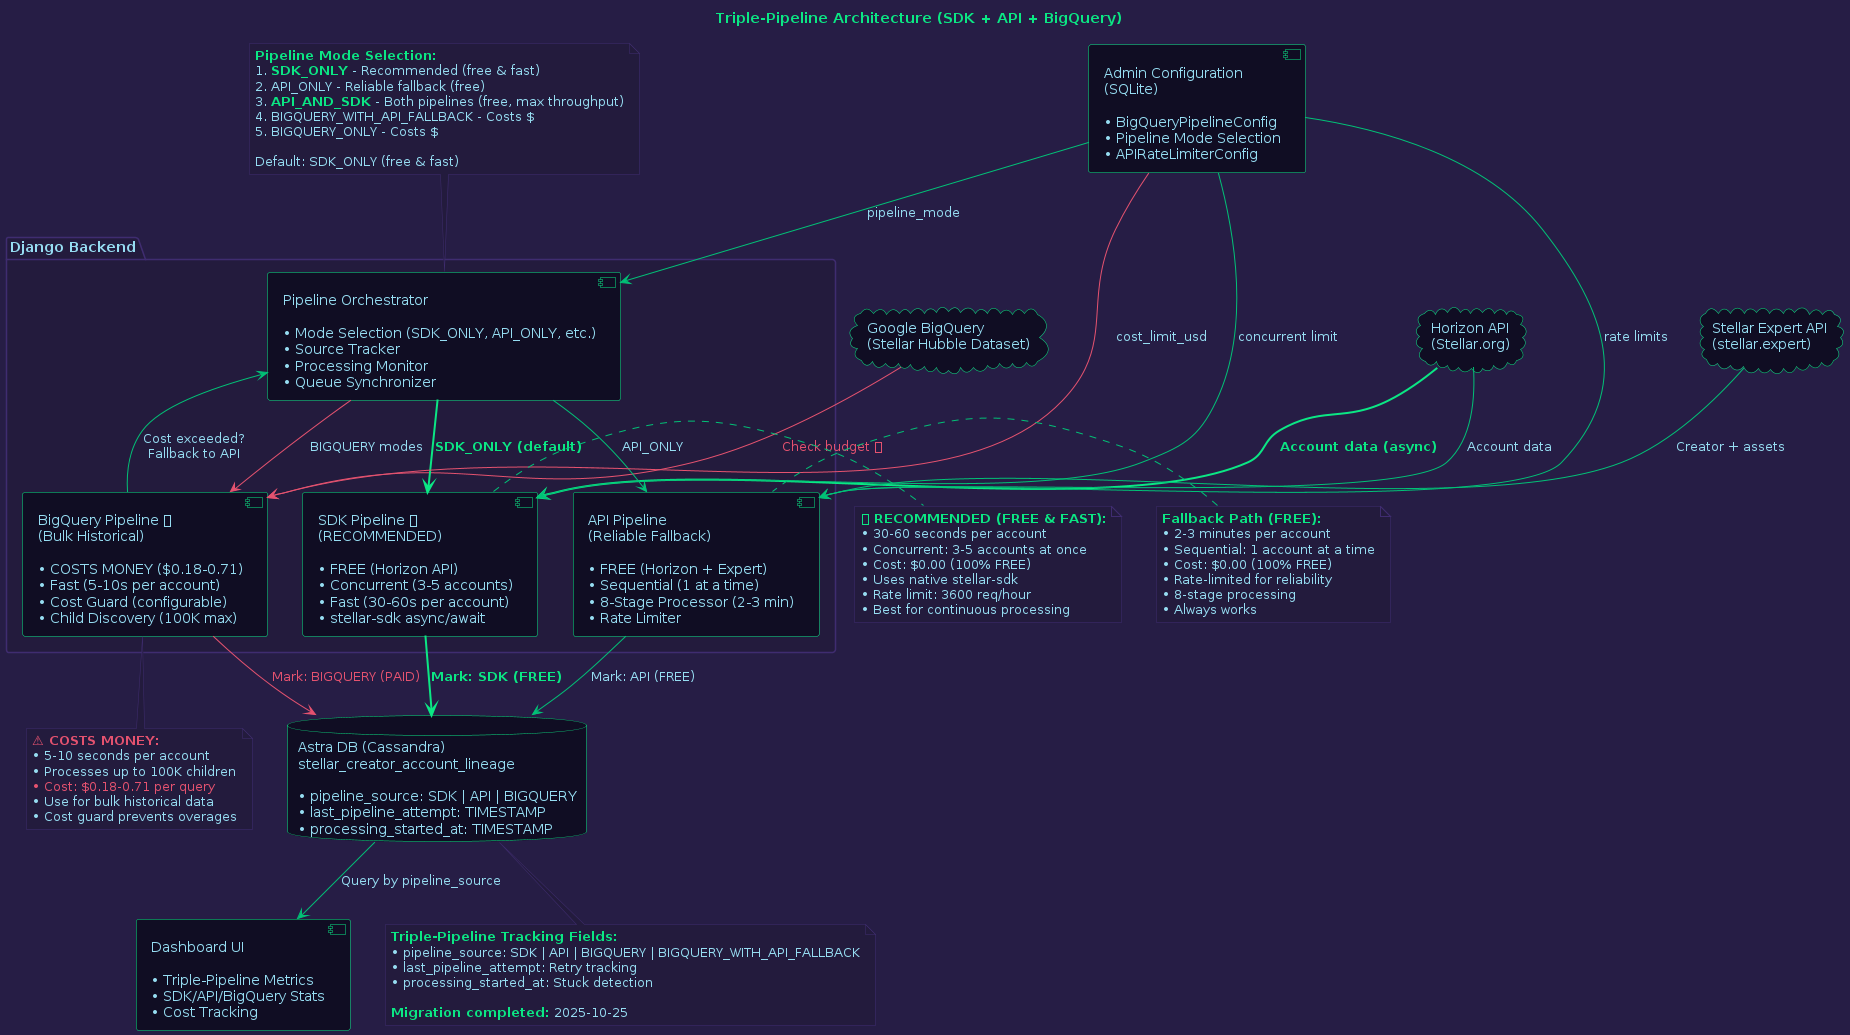 Triple-Pipeline Architecture (SDK + API + BigQuery)
Pipeline Mode Selection:
1. SDK_ONLY - Recommended (free & fast)
2. API_ONLY - Reliable fallback (free)
3. API_AND_SDK - Both pipelines (free, max throughput)
4. BIGQUERY_WITH_API_FALLBACK - Costs $
5. BIGQUERY_ONLY - Costs $
Default: SDK_ONLY (free & fast)
Admin Configuration
(SQLite)
• BigQueryPipelineConfig
• Pipeline Mode Selection
• APIRateLimiterConfig
pipeline_mode
Django Backend
Pipeline Orchestrator
• Mode Selection (SDK_ONLY, API_ONLY, etc.)
• Source Tracker
• Processing Monitor
• Queue Synchronizer
Google BigQuery
(Stellar Hubble Dataset)
cost_limit_usd
concurrent limit
Horizon API
(Stellar.org)
rate limits
Stellar Expert API
(stellar.expert)
Cost exceeded?
Fallback to API
BIGQUERY modes
SDK_ONLY (default)
API_ONLY
Check budget
Account data (async)
Account data
Creator + assets
BigQuery Pipeline
(Bulk Historical)
• COSTS MONEY ($0.18-0.71)
• Fast (5-10s per account)
• Cost Guard (configurable)
• Child Discovery (100K max)
SDK Pipeline
(RECOMMENDED)
• FREE (Horizon API)
• Concurrent (3-5 accounts)
• Fast (30-60s per account)
• stellar-sdk async/await
API Pipeline
(Reliable Fallback)
• FREE (Horizon + Expert)
• Sequential (1 at a time)
• 8-Stage Processor (2-3 min)
• Rate Limiter
RECOMMENDED (FREE & FAST):
• 30-60 seconds per account
• Concurrent: 3-5 accounts at once
• Cost: $0.00 (100% FREE)
• Uses native stellar-sdk
• Rate limit: 3600 req/hour
• Best for continuous processing
Fallback Path (FREE):
• 2-3 minutes per account
• Sequential: 1 account at a time
• Cost: $0.00 (100% FREE)
• Rate-limited for reliability
• 8-stage processing
• Always works
Mark: BIGQUERY (PAID)
Mark: SDK (FREE)
Mark: API (FREE)
⚠ COSTS MONEY:
• 5-10 seconds per account
• Processes up to 100K children
• Cost: $0.18-0.71 per query
• Use for bulk historical data
• Cost guard prevents overages
Astra DB (Cassandra)
stellar_creator_account_lineage
• pipeline_source: SDK | API | BIGQUERY
• last_pipeline_attempt: TIMESTAMP
• processing_started_at: TIMESTAMP
Query by pipeline_source
Dashboard UI
• Triple-Pipeline Metrics
• SDK/API/BigQuery Stats
• Cost Tracking
Triple-Pipeline Tracking Fields:
• pipeline_source: SDK | API | BIGQUERY | BIGQUERY_WITH_API_FALLBACK
• last_pipeline_attempt: Retry tracking
• processing_started_at: Stuck detection
Migration completed: 2025-10-25